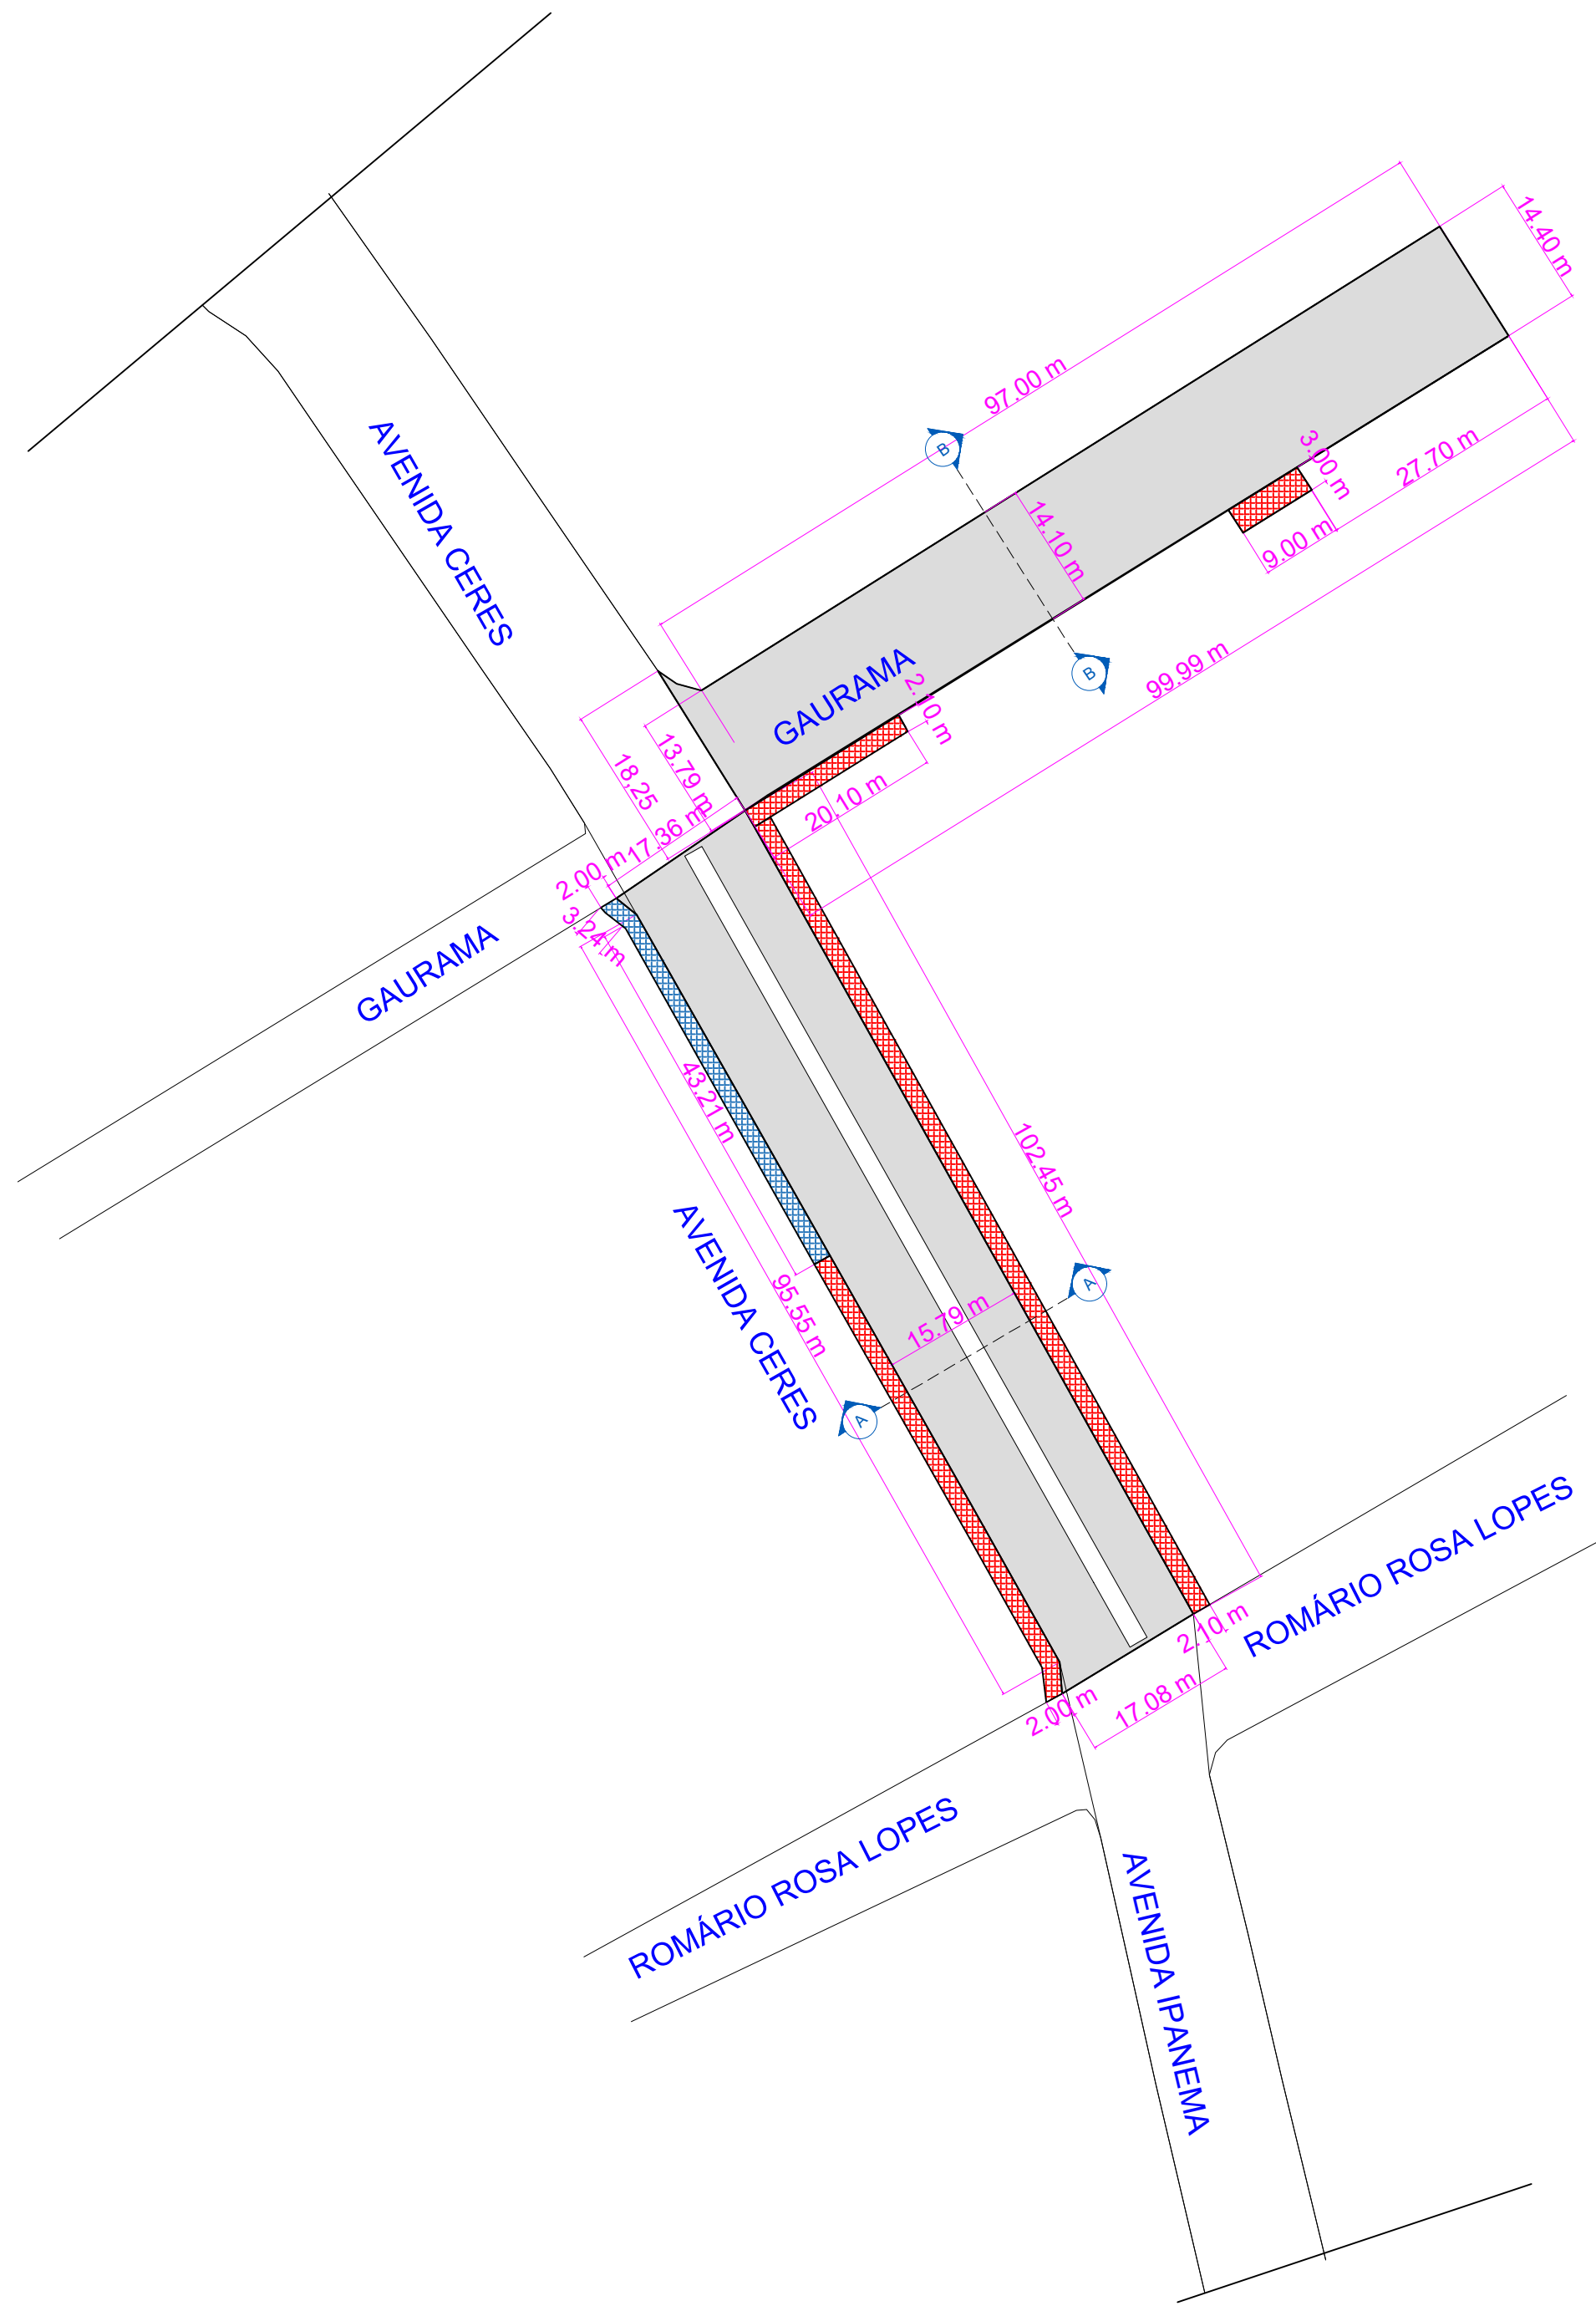 14.40 m
97.00 m
AVENIDA CERES
B
3.00 m
27.70 m
14.10 m
9.00 m
GAURAMA
B
99.99 m
2.10 m
18,25
13.79 m
20.10 m
17.36 m
2.00 m
3.24 m
GAURAMA
43.21 m
102.45 m
AVENIDA CERES
A
95.55 m
15.79 m
A
ROMÁRIO ROSA LOPES
2.10 m
17.08 m
2.00 m
ROMÁRIO ROSA LOPES
AVENIDA IPANEMA